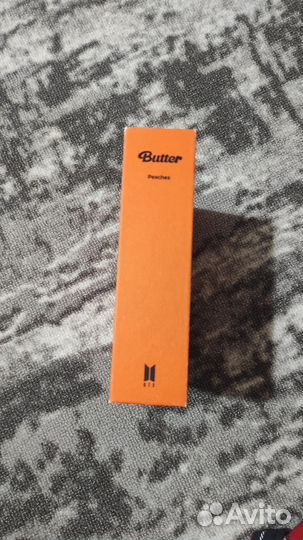 Butter
Peaches
BTS
Avito